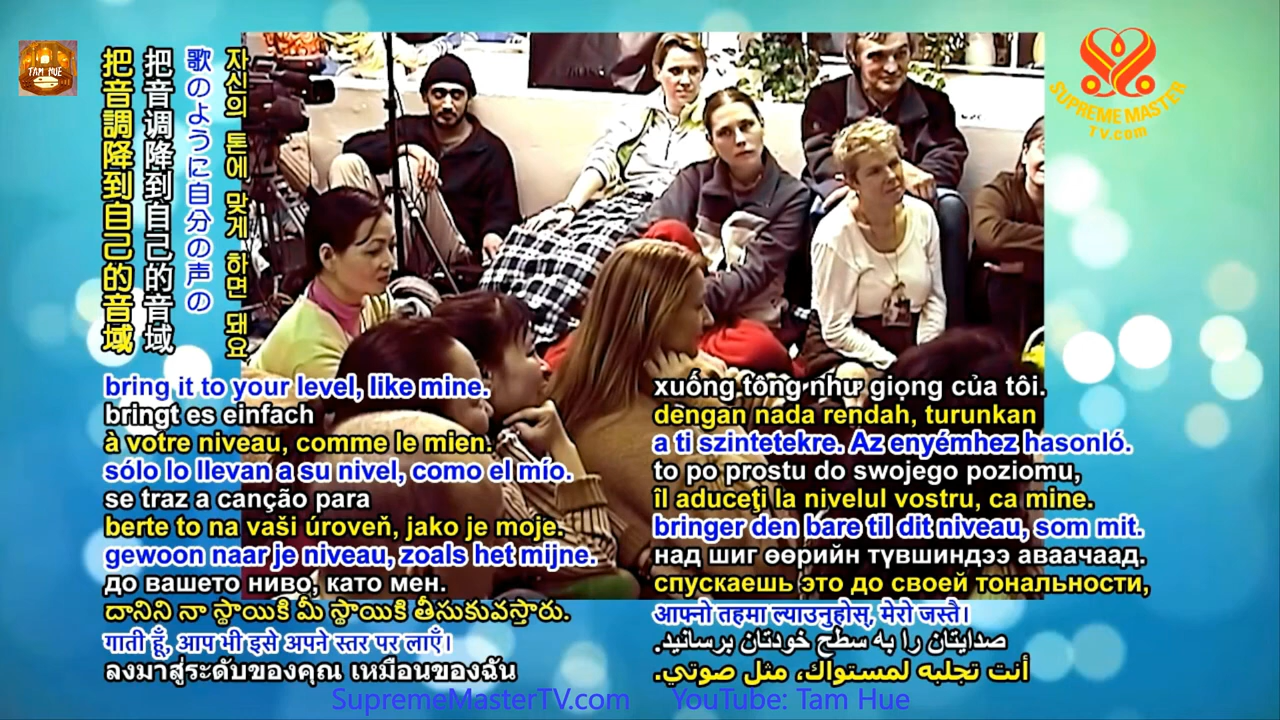 TAM HUE
SUPREME MASTER
TV.com
把音調降到自己的音域
把音调降到自己的音域
歌のように自分の声の
자신의 톤에 맞게 하면 돼요
bring it to your level, like mine.
bringt es einfach
à votre niveau, comme le mien.
sólo lo llevan a su nivel, como el mío.
se traz a canção para
berte to na vaši úroveň, jako je moje.
gewoon naar je niveau, zoals het mijne.
до вашето ниво, като мен.
దానిని నా స్థాయికి మీ స్థాయికి తీసుకువస్తారు.
गाती हूँ, आप भी इसे अपने स्तर पर लाएँ।
ลงมาสู่ระดับของคุณ เหมือนของฉัน
xuống tông như giọng của tôi.
dengan nada rendah, turunkan
a ti szintetekre. Az enyémhez hasonló.
to po prostu do swojego poziomu,
îl aduceţi la nivelul vostru, ca mine.
bringer den bare til dit niveau, som mit.
над шиг өөрийн түвшиндээ аваачаад.
спускаешь это до своей тональности,
आफ्नो तहमा ल्याउनुहोस्, मेरो जस्तै।
صدایتان را به سطح خودتان برسانید.
أنت تجلبه لمستواك، مثل صوتي.
SupremeMasterTV.com YouTube: Tam Hue